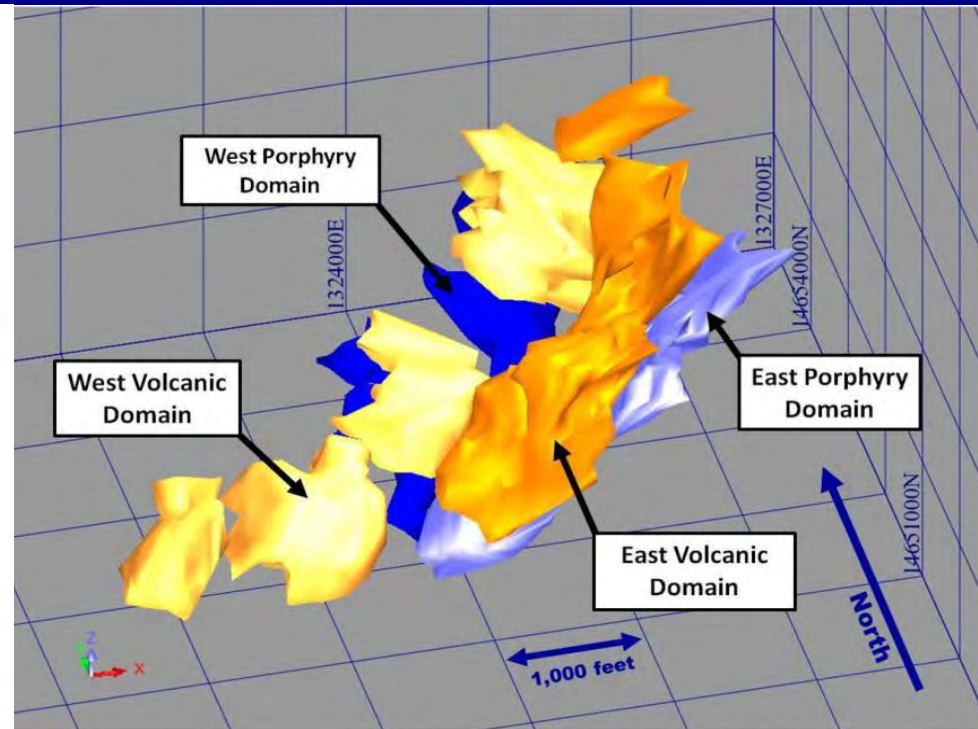 West Porphyry
Domain
1324000E
1327000E
14654000N
West Volcanic
Domain
East Porphyry
Domain
14651000N
East Volcanic
Domain
North
1,000 feet
Z
X